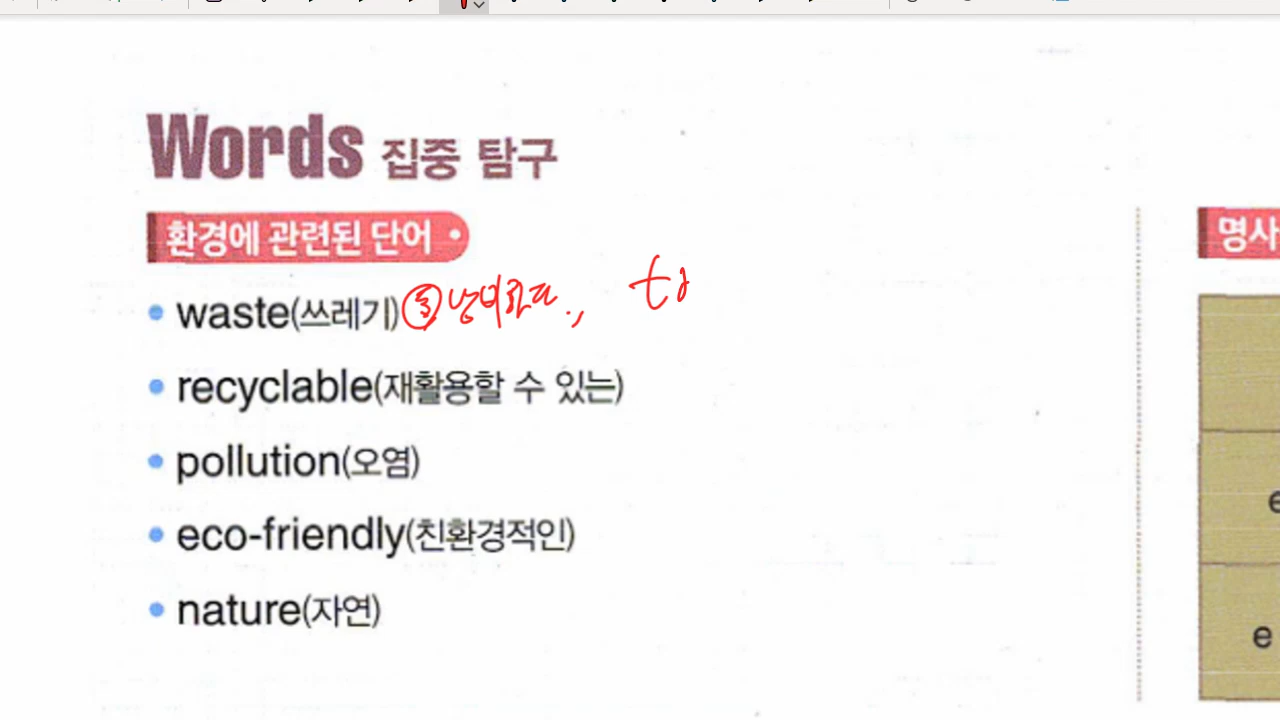 Words 집중 탐구
환경에 관련된 단어
• waste(쓰레기) 동 낭비한다.,
• recyclable(재활용할 수 있는)
• pollution(오염)
• eco-friendly(친환경적인)
• nature(자연)
명사
e
e